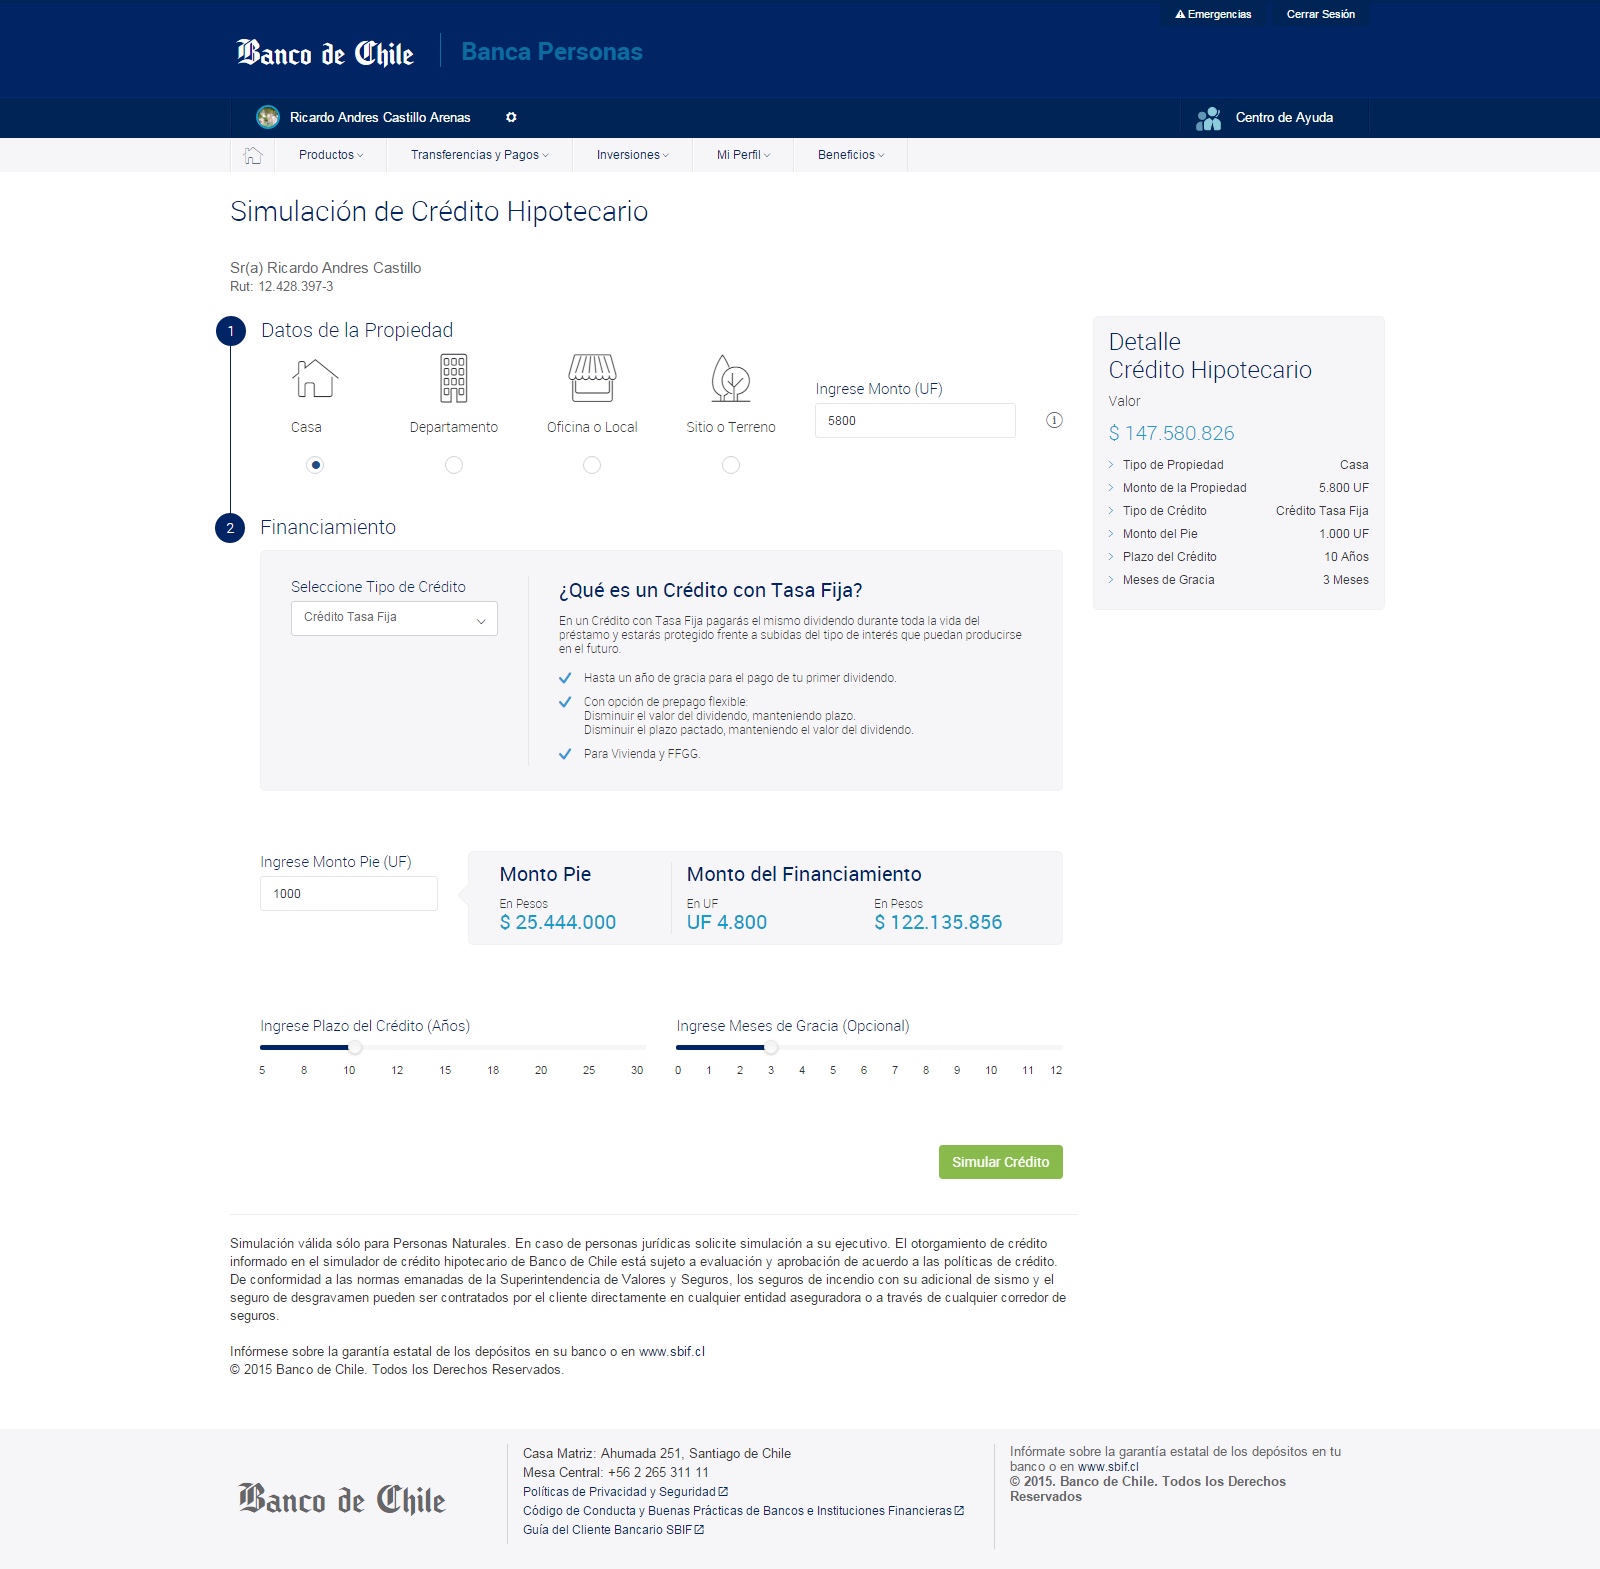 Emergencias
Cerrar Sesión
Banco de Chile
Banca Personas
Ricardo Andres Castillo Arenas
Centro de Ayuda
Productos
Transferencias y Pagos
Inversiones
Mi Perfil
Beneficios
Simulación de Crédito Hipotecario
Sr(a) Ricardo Andres Castillo
Rut: 12.428.397-3
1
Datos de la Propiedad
Casa
Departamento
Oficina o Local
Sitio o Terreno
Ingrese Monto (UF)
5800
Detalle
Crédito Hipotecario
Valor
$ 147.580.826
Tipo de Propiedad Casa
Monto de la Propiedad 5.800 UF
Tipo de Crédito Crédito Tasa Fija
Monto del Pie 1.000 UF
Plazo del Crédito 10 Años
Meses de Gracia 3 Meses
2
Financiamiento
Seleccione Tipo de Crédito
Crédito Tasa Fija
¿Qué es un Crédito con Tasa Fija?
En un Crédito con Tasa Fija pagarás el mismo dividendo durante toda la vida del
préstamo y estarás protegido frente a subidas del tipo de interés que puedan producirse
en el futuro.
Hasta un año de gracia para el pago de tu primer dividendo.
Con opción de prepago flexible:
Disminuir el valor del dividendo, manteniendo plazo.
Disminuir el plazo pactado, manteniendo el valor del dividendo.
Para Vivienda y FFGG.
Ingrese Monto Pie (UF)
1000
Monto Pie
En Pesos
$ 25.444.000
Monto del Financiamiento
En UF
UF 4.800
En Pesos
$ 122.135.856
Ingrese Plazo del Crédito (Años)
5 8 10 12 15 18 20 25 30
Ingrese Meses de Gracia (Opcional)
0 1 2 3 4 5 6 7 8 9 10 11 12
Simular Crédito
Simulación válida sólo para Personas Naturales. En caso de personas jurídicas solicite simulación a su ejecutivo. El otorgamiento de crédito
informado en el simulador de crédito hipotecario de Banco de Chile está sujeto a evaluación y aprobación de acuerdo a las políticas de crédito.
De conformidad a las normas emanadas de la Superintendencia de Valores y Seguros, los seguros de incendio con su adicional de sismo y el
seguro de desgravamen pueden ser contratados por el cliente directamente en cualquier entidad aseguradora o a través de cualquier corredor de
seguros.
Infórmese sobre la garantía estatal de los depósitos en su banco o en www.sbif.cl
© 2015 Banco de Chile. Todos los Derechos Reservados.
Banco de Chile
Casa Matriz: Ahumada 251, Santiago de Chile
Mesa Central: +56 2 265 311 11
Políticas de Privacidad y Seguridad
Código de Conducta y Buenas Prácticas de Bancos e Instituciones Financieras
Guía del Cliente Bancario SBIF
Infórmate sobre la garantía estatal de los depósitos en tu
banco o en www.sbif.cl
© 2015. Banco de Chile. Todos los Derechos
Reservados